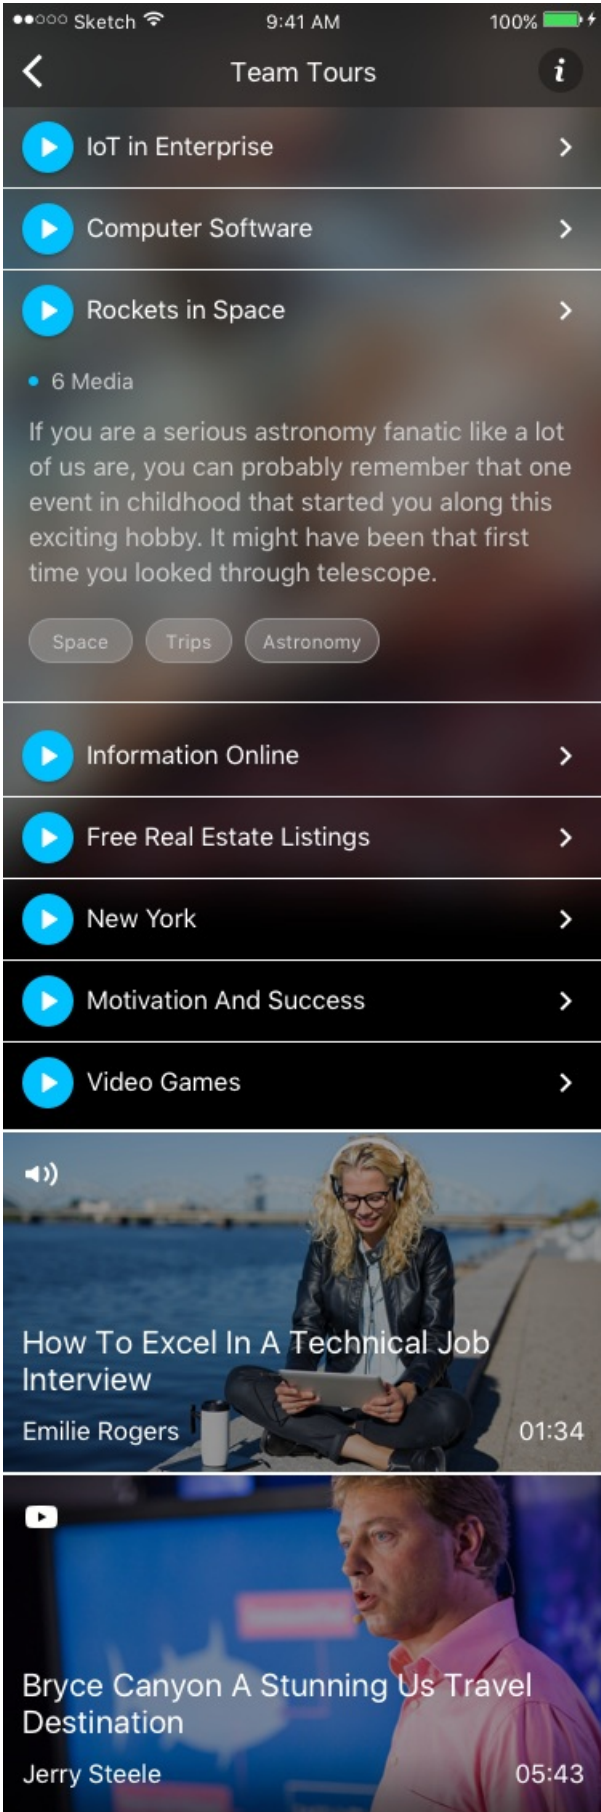 Sketch 9:41 AM 100%
Team Tours
IoT in Enterprise
Computer Software
Rockets in Space
6 Media
If you are a serious astronomy fanatic like a lot
of us are, you can probably remember that one
event in childhood that started you along this
exciting hobby. It might have been that first
time you looked through telescope.
Space Trips Astronomy
Information Online
Free Real Estate Listings
New York
Motivation And Success
Video Games
How To Excel In A Technical Job
Interview
Emilie Rogers 01:34
Bryce Canyon A Stunning Us Travel
Destination
Jerry Steele 05:43